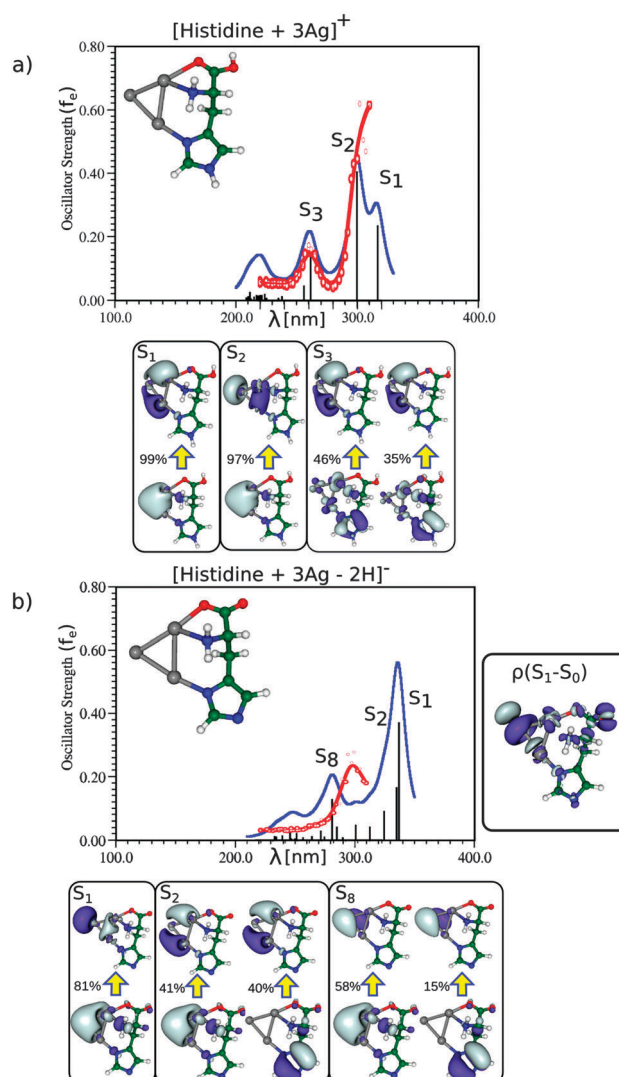 [Histidine + 3Ag]⁺
a)
0.80
0.60
0.40
0.20
0.00
Oscillator Strength (fₑ)
S₃
S₂
S₁
100.0 200.0 300.0 400.0
λ[nm]
S₁ S₂ S₃
99% 97% 46% 35%
[Histidine + 3Ag - 2H]⁻
b)
0.80
0.60
0.40
0.20
0.00
Oscillator Strength (fₑ)
S₈
S₂
S₁
100.0 200.0 300.0 400.0
λ[nm]
ρ(S₁-S₀)
S₁ S₂ S₈
81% 41% 40% 58% 15%